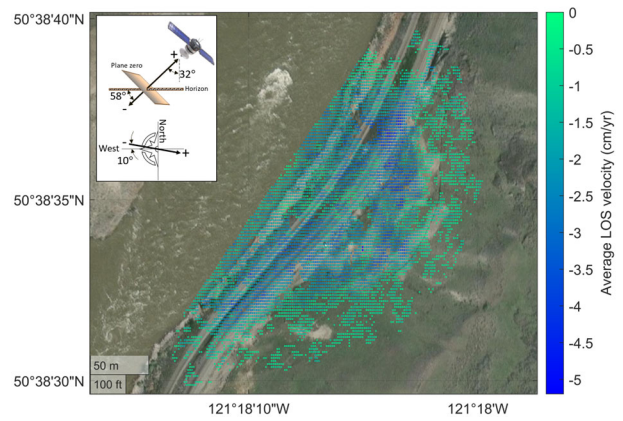 50°38'40"N
50°38'35"N
50°38'30"N
121°18'10"W
121°18'W
+
32°
Plane zero
Horizon
58°
-
North
-
West
10°
+
50 m
100 ft
0
-0.5
-1
-1.5
-2
-2.5
-3
-3.5
-4
-4.5
-5
Average LOS velocity (cm/yr)